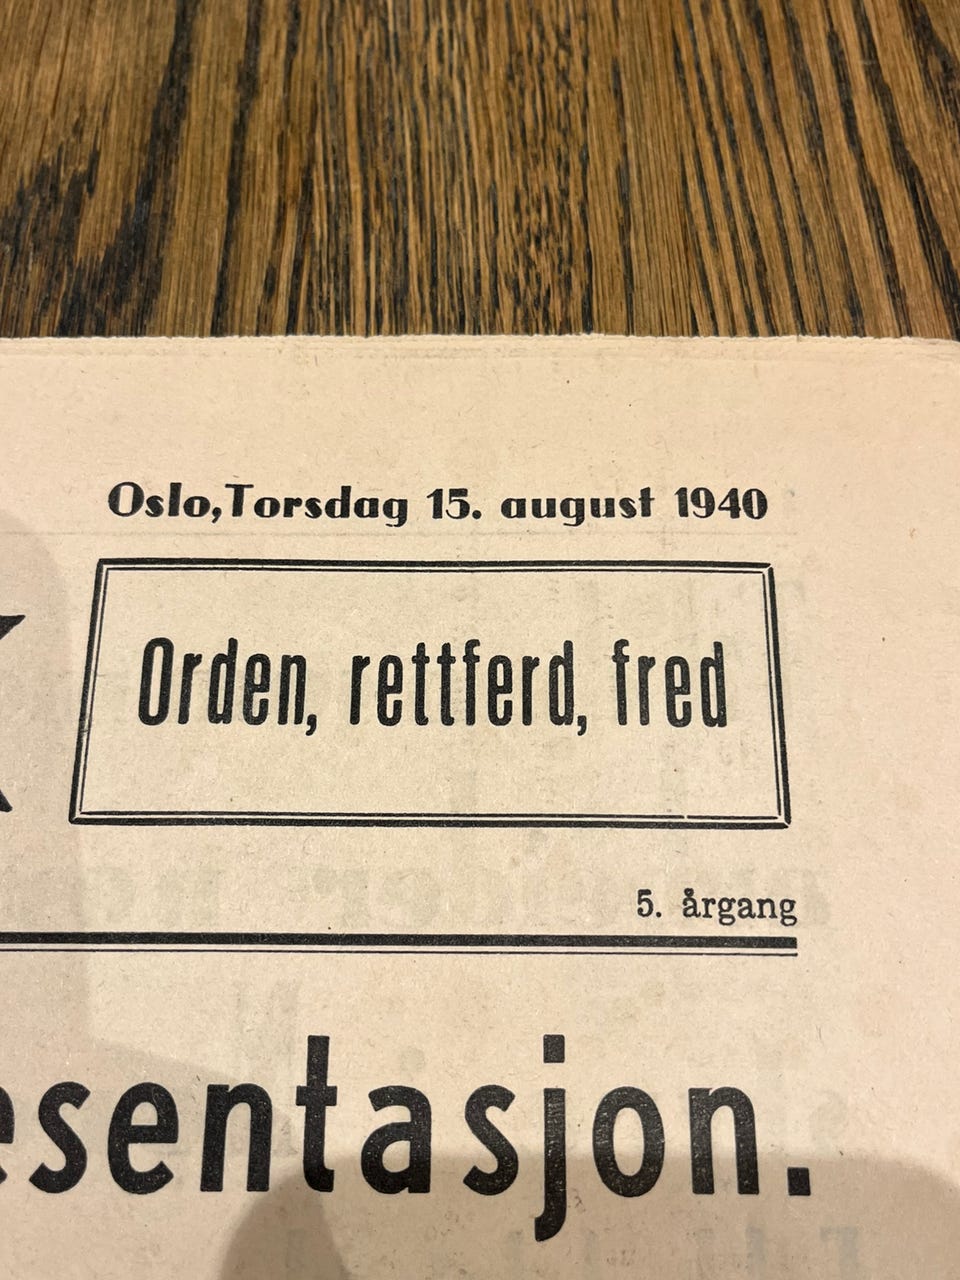 Oslo, Torsdag 15. august 1940
Orden, rettferd, fred
5. årgang
esentasjon.